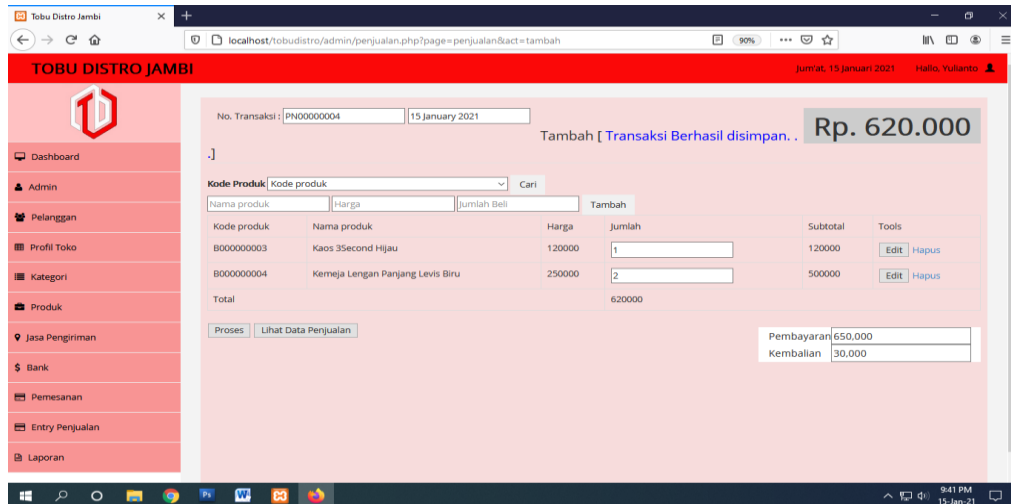 Tobu Distro Jambi
localhost/tobudistro/admin/penjualan.php?page=penjualan&act=tambah 90%
TOBU DISTRO JAMBI
Jum'at, 15 Januari 2021 Hallo, Yulianto
Dashboard
Admin
Pelanggan
Profil Toko
Kategori
Produk
Jasa Pengiriman
$ Bank
Pemesanan
Entry Penjualan
Laporan
No. Transaksi : PN00000004 15 January 2021
Tambah [ Transaksi Berhasil disimpan. . Rp. 620.000
.]
Kode Produk Kode produk Cari
Nama produk Harga Jumlah Beli Tambah
Kode produk Nama produk Harga Jumlah Subtotal Tools
B000000003 Kaos 3Second Hijau 120000 1 120000 Edit Hapus
B000000004 Kemeja Lengan Panjang Levis Biru 250000 2 500000 Edit Hapus
Total 620000
Proses Lihat Data Penjualan
Pembayaran 650,000
Kembalian 30,000
9:41 PM
15-Jan-21